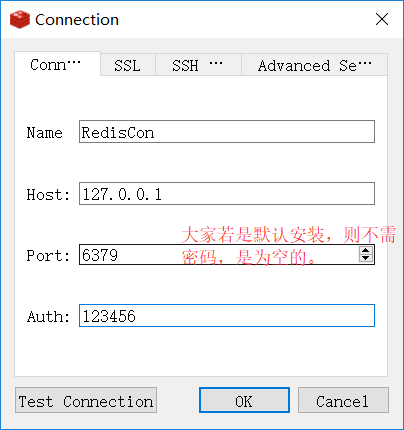 Connection
Conn… SSL SSH … Advanced Se…
Name RedisCon
Host: 127.0.0.1
大家若是默认安装，则不需
Port: 6379
密码，是为空的。
Auth: 123456
Test Connection OK Cancel